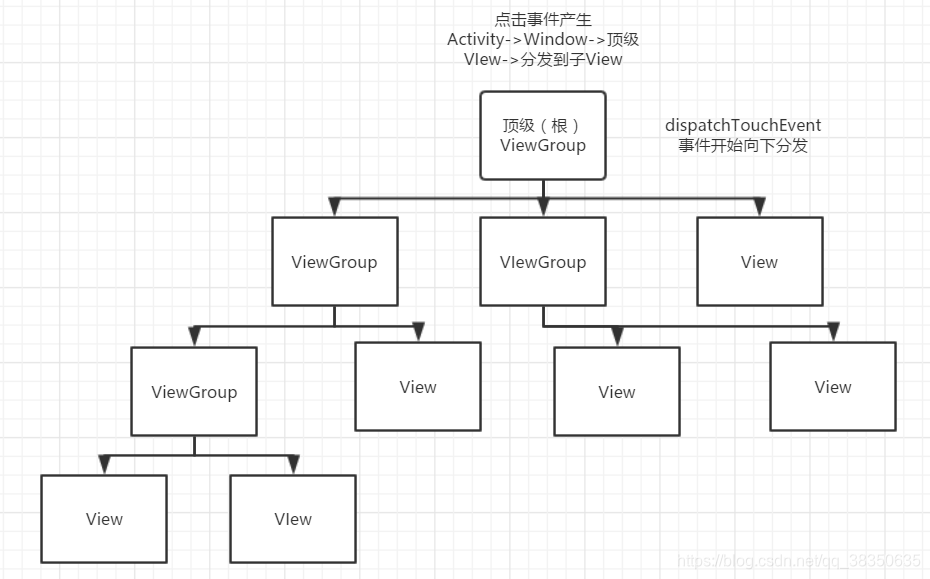 点击事件产生
Activity->Window->顶级
VIew->分发到子View
顶级（根）
ViewGroup
dispatchTouchEvent
事件开始向下分发
ViewGroup
VIewGroup
View
ViewGroup
View
View
View
View
VIew
https://blog.csdn.net/qq_38350635